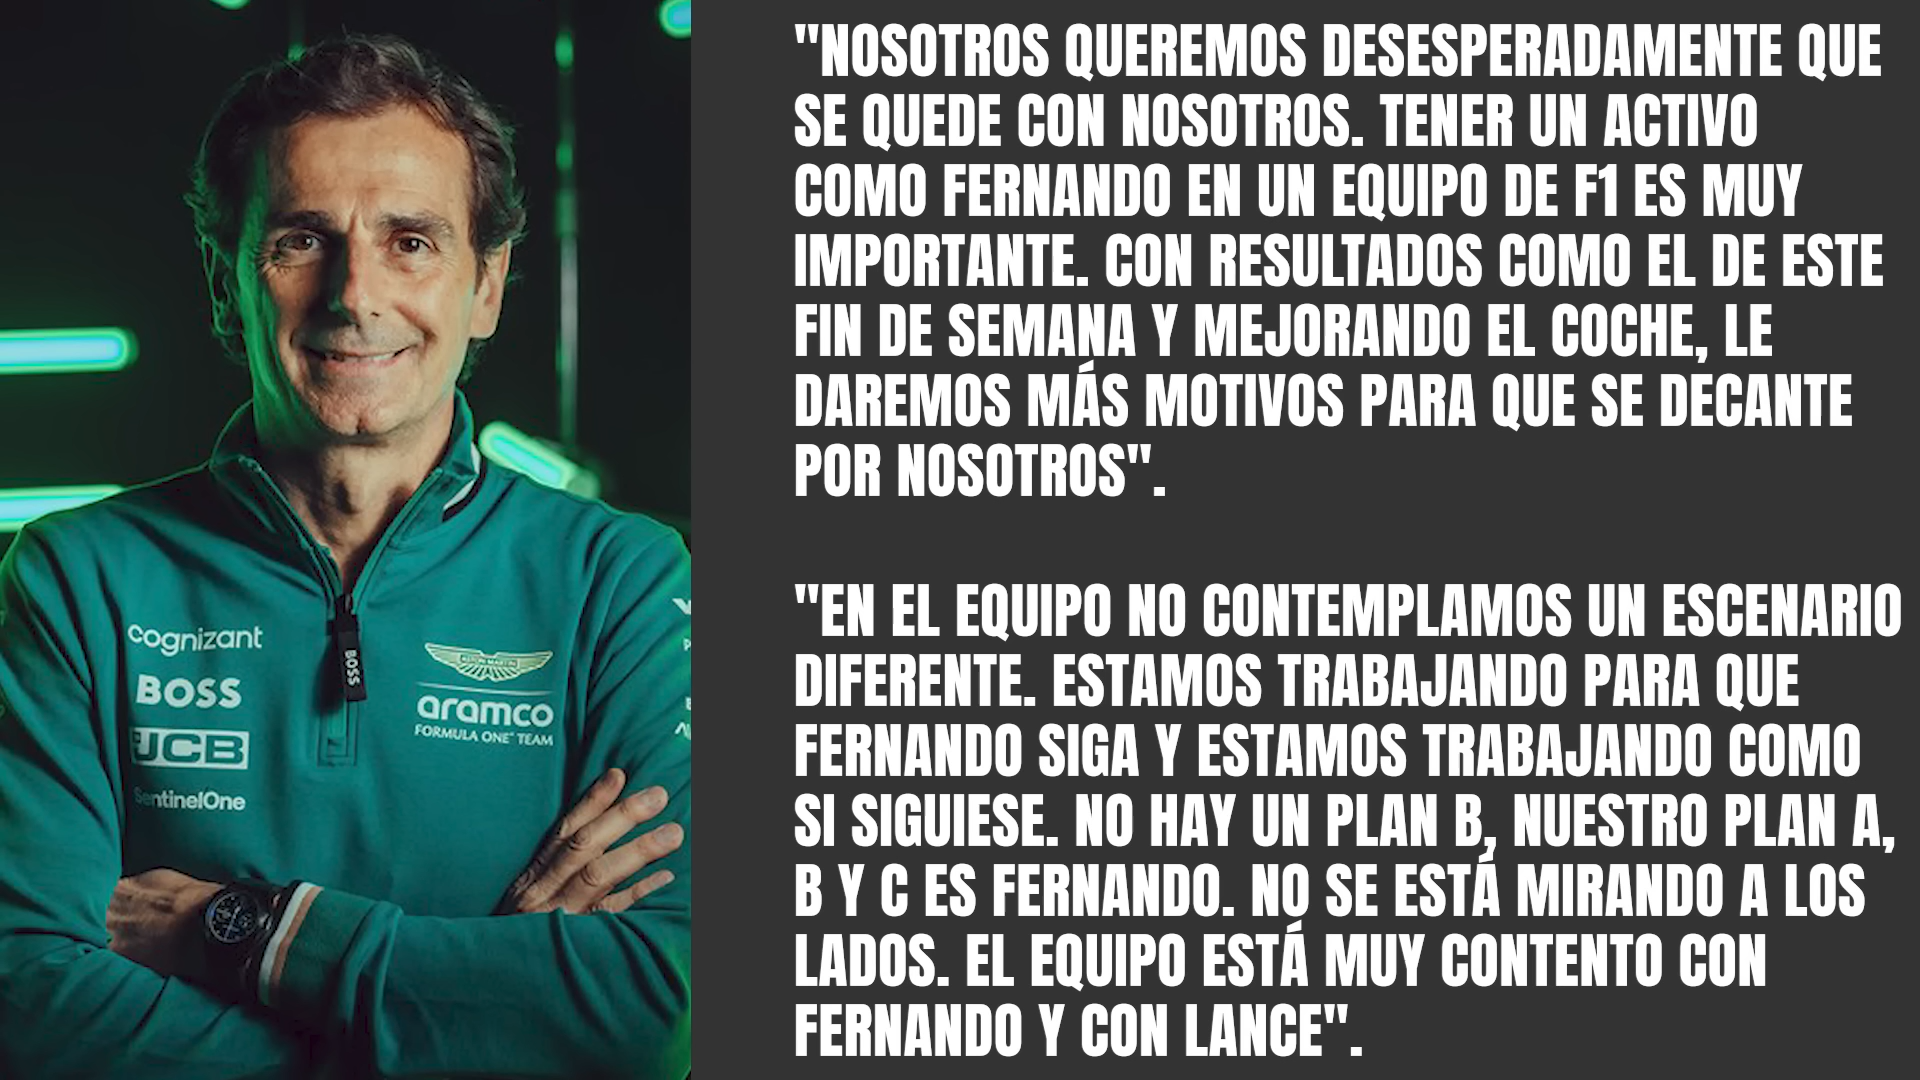 "NOSOTROS QUEREMOS DESESPERADAMENTE QUE
SE QUEDE CON NOSOTROS. TENER UN ACTIVO
COMO FERNANDO EN UN EQUIPO DE F1 ES MUY
IMPORTANTE. CON RESULTADOS COMO EL DE ESTE
FIN DE SEMANA Y MEJORANDO EL COCHE, LE
DAREMOS MÁS MOTIVOS PARA QUE SE DECANTE
POR NOSOTROS".
"EN EL EQUIPO NO CONTEMPLAMOS UN ESCENARIO
DIFERENTE. ESTAMOS TRABAJANDO PARA QUE
FERNANDO SIGA Y ESTAMOS TRABAJANDO COMO
SI SIGUIESE. NO HAY UN PLAN B, NUESTRO PLAN A,
B Y C ES FERNANDO. NO SE ESTÁ MIRANDO A LOS
LADOS. EL EQUIPO ESTÁ MUY CONTENTO CON
FERNANDO Y CON LANCE".
cognizant
BOSS
JCB
SentinelOne
BOSS
ASTON MARTIN
aramco
FORMULA ONE™ TEAM